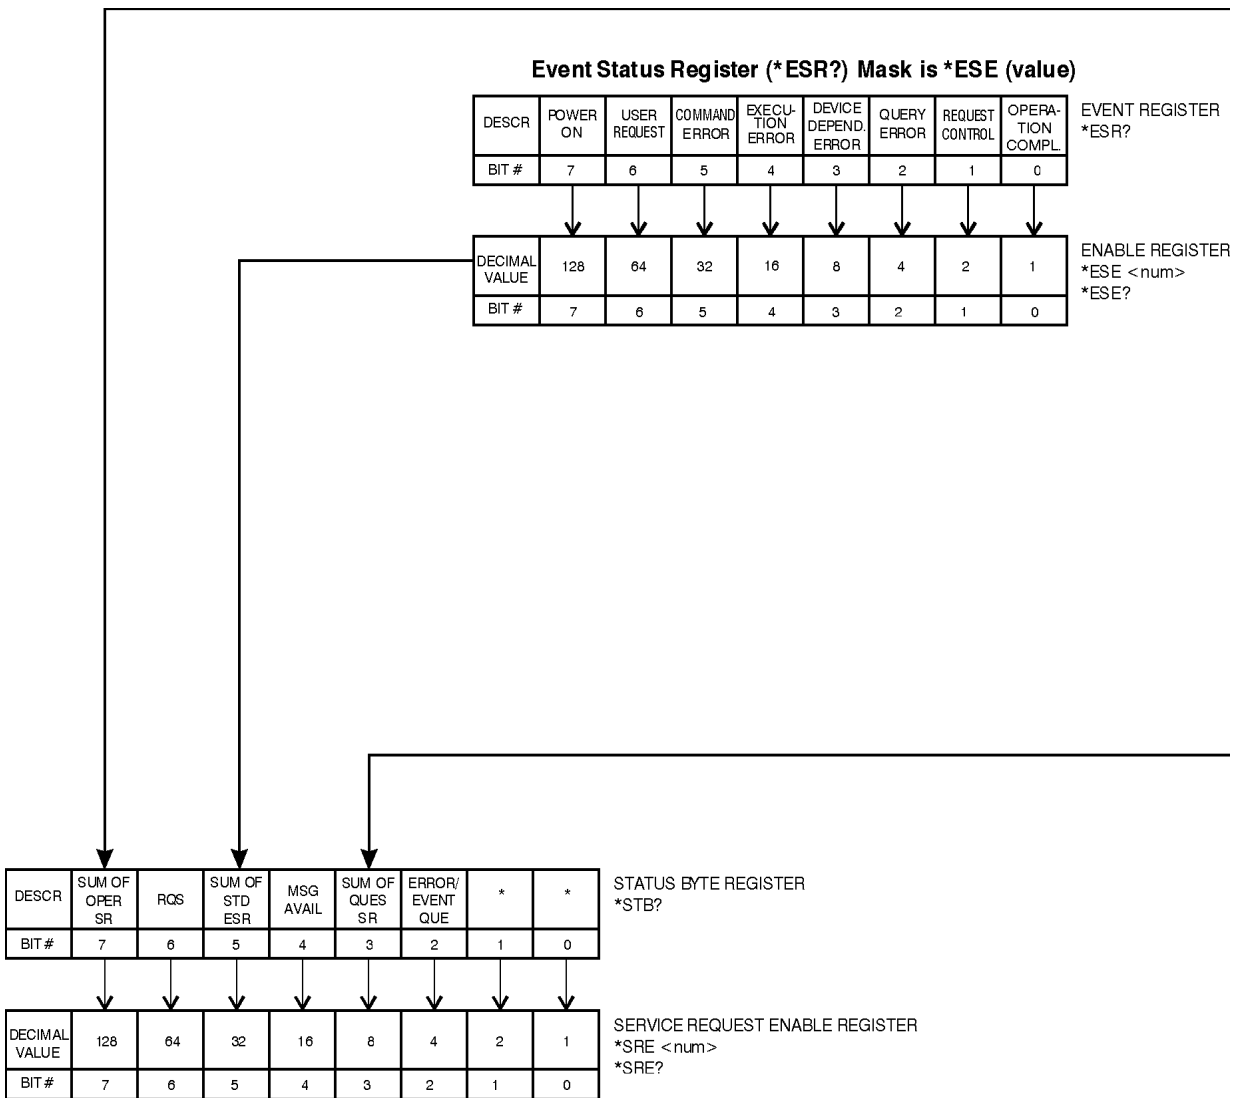 Event Status Register (*ESR?) Mask is *ESE (value)
DESCR POWER ON USER REQUEST COMMAND ERROR EXECU-TION ERROR DEVICE DEPEND. ERROR QUERY ERROR REQUEST CONTROL OPERA-TION COMPL.
EVENT REGISTER
*ESR?
BIT # 7 6 5 4 3 2 1 0
DECIMAL VALUE 128 64 32 16 8 4 2 1
ENABLE REGISTER
*ESE <num>
*ESE?
BIT # 7 6 5 4 3 2 1 0
DESCR SUM OF OPER SR RQS SUM OF STD ESR MSG AVAIL SUM OF QUES SR ERROR/ EVENT QUE * *
STATUS BYTE REGISTER
*STB?
BIT # 7 6 5 4 3 2 1 0
DECIMAL VALUE 128 64 32 16 8 4 2 1
SERVICE REQUEST ENABLE REGISTER
*SRE <num>
*SRE?
BIT # 7 6 5 4 3 2 1 0